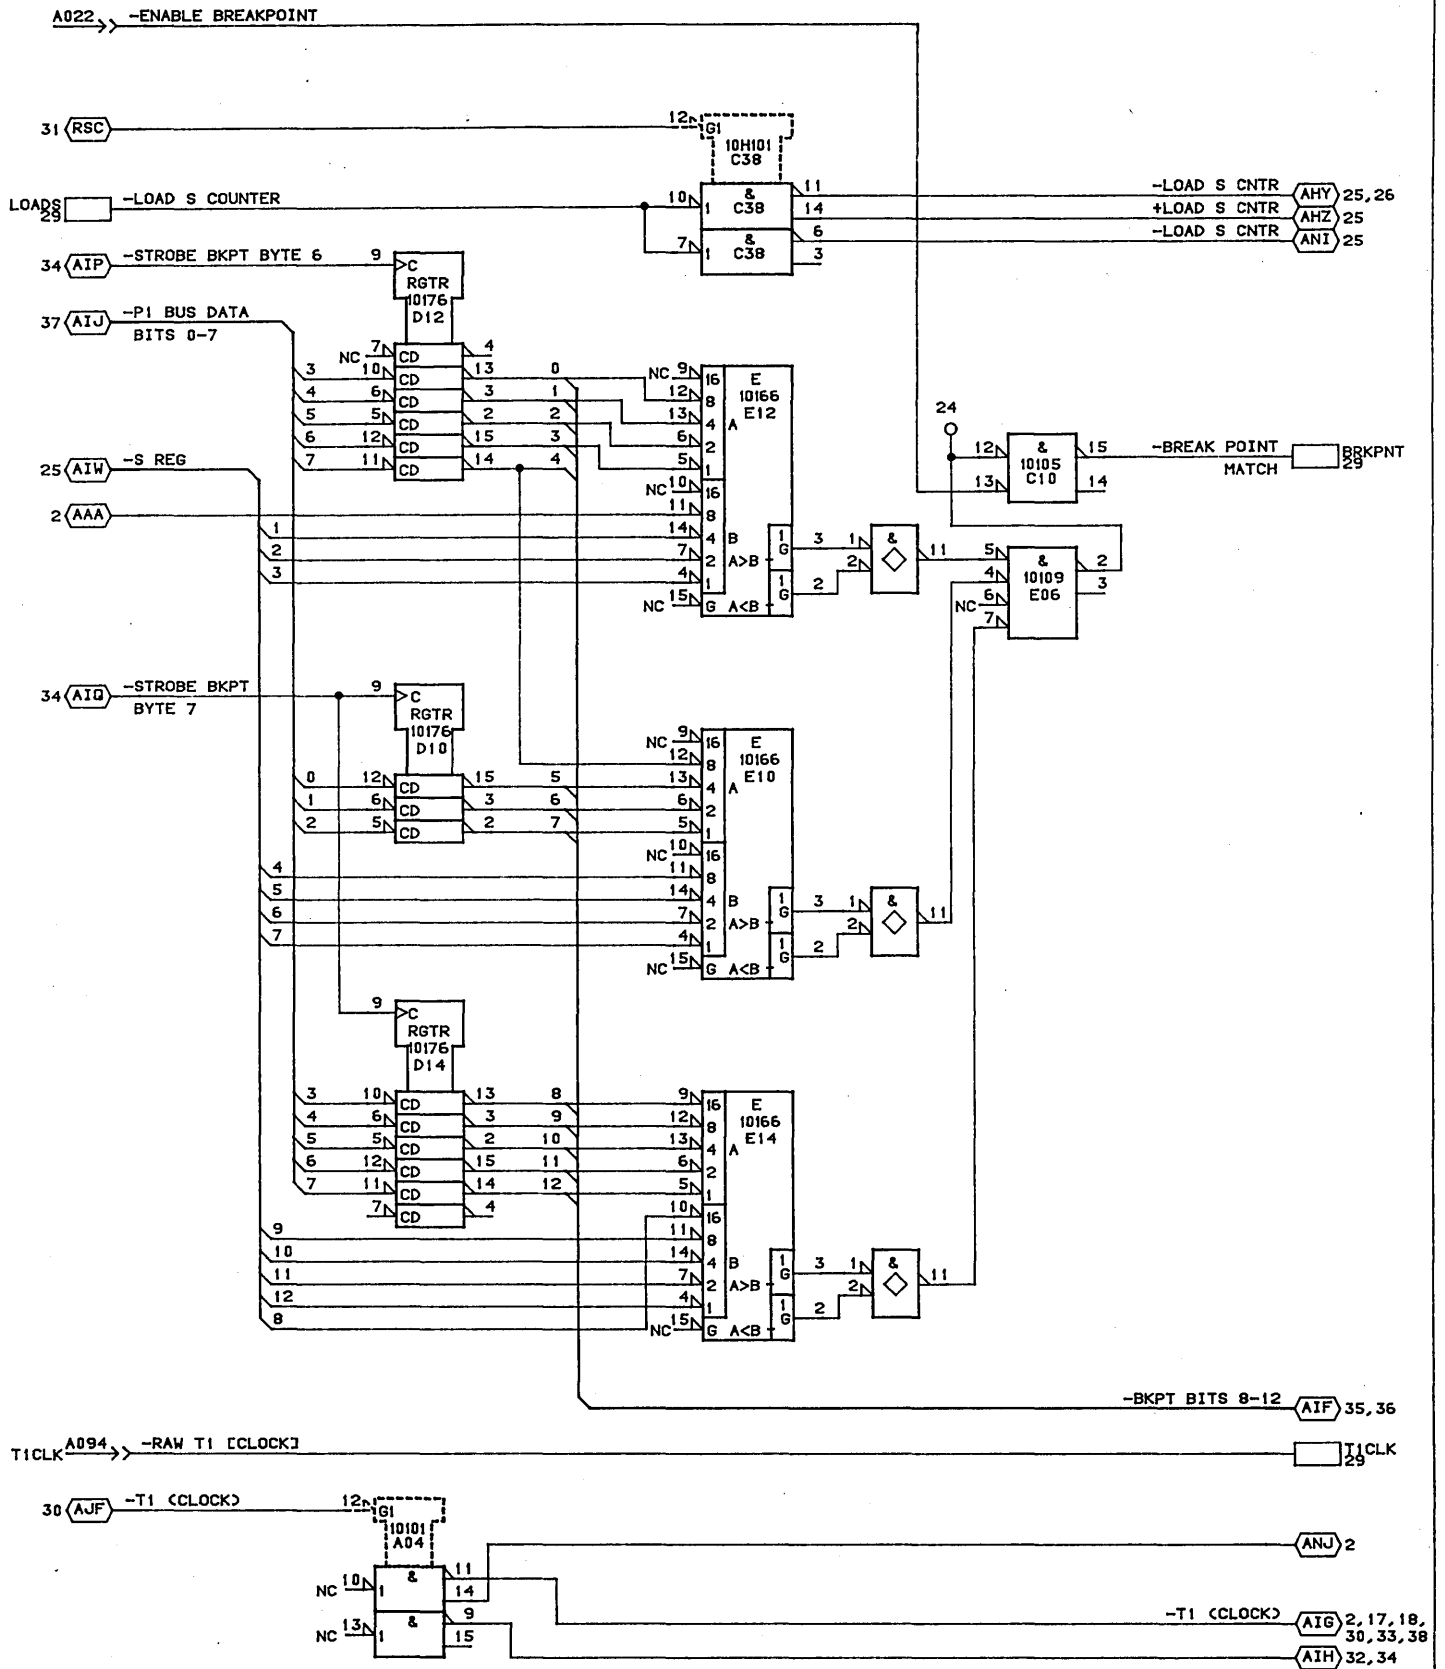 A022 -ENABLE BREAKPOINT
31 RSC 12 G1
10H101
C38
LOADS 29 -LOAD S COUNTER 10 1 & C38 11 -LOAD S CNTR AHY 25,26
14 +LOAD S CNTR AHZ 25
7 1 & C38 6 -LOAD S CNTR ANI 25
3
34 AIP -STROBE BKPT BYTE 6 9 C
RGTR
10176
D12
37 AIJ -P1 BUS DATA
BITS 0-7
NC 7 CD 4
3 10 CD 13 0 NC 9 16 E
4 6 CD 3 1 12 8 10166
5 5 CD 2 2 13 4 A E12
6 12 CD 15 3 6 2
7 11 CD 14 4 5 1
24
12 & 15 -BREAK POINT BRKPNT
10105 MATCH 29
13 C10 14
25 AIW -S REG NC 10 16
2 AAA 11 8
1 14 4 B 1 G 3 1 & 11
2 7 2 A>B
3 4 1 1 G 2 2
NC 15 G A<B
5 & 2
4 10109 3
NC 6 E06
7
34 AIQ -STROBE BKPT 9 C
BYTE 7
RGTR
10176
D10
NC 9 16 E
12 8 10166
0 12 CD 15 5 13 4 A E10
1 6 CD 3 6 6 2
2 5 CD 2 7 5 1
NC 10 16
4 11 8
5 14 4 B 1 G 3 1 & 11
6 7 2 A>B
7 4 1 1 G 2 2
NC 15 G A<B
9 C
RGTR
10176
D14
3 10 CD 13 8 9 16 E
4 6 CD 3 9 12 8 10166
5 5 CD 2 10 13 4 A E14
6 12 CD 15 11 6 2
7 11 CD 14 12 5 1
7 CD 4 10 16
9 11 8
10 14 4 B 1 G 3 1 & 11
11 7 2 A>B
12 4 1 1 G 2 2
8 NC 15 G A<B
-BKPT BITS 8-12 AIF 35,36
T1CLK A094 -RAW T1 [CLOCK] T1CLK
29
30 AJF -T1 (CLOCK) 12 G1
10101
A04
ANJ 2
NC 10 1 & 11
14
NC 13 1 & 9 -T1 (CLOCK) AIG 2,17,18,
15 30,33,38
AIH 32,34